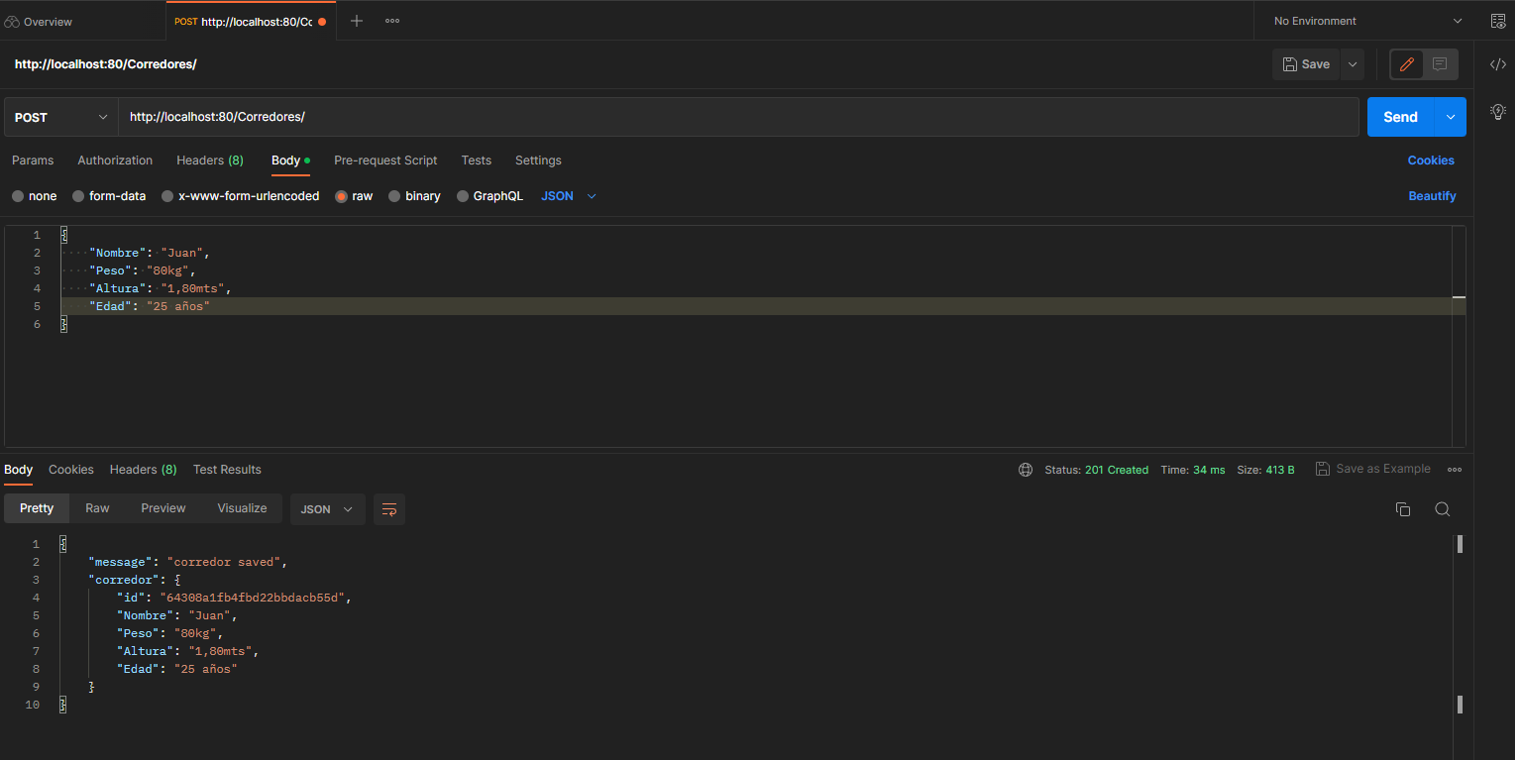 Overview
POST http://localhost:80/Cc
No Environment
http://localhost:80/Corredores/
Save
POST
http://localhost:80/Corredores/
Send
Params Authorization Headers (8) Body Pre-request Script Tests Settings Cookies
none form-data x-www-form-urlencoded raw binary GraphQL JSON Beautify
1 {
2 "Nombre": "Juan",
3 "Peso": "80kg",
4 "Altura": "1,80mts",
5 "Edad": "25 años"
6 }
Body Cookies Headers (8) Test Results Status: 201 Created Time: 34 ms Size: 413 B Save as Example
Pretty Raw Preview Visualize JSON
1 {
2 "message": "corredor saved",
3 "corredor": {
4 "id": "64308a1fb4fbd22bbdacb55d",
5 "Nombre": "Juan",
6 "Peso": "80kg",
7 "Altura": "1,80mts",
8 "Edad": "25 años"
9 }
10 }